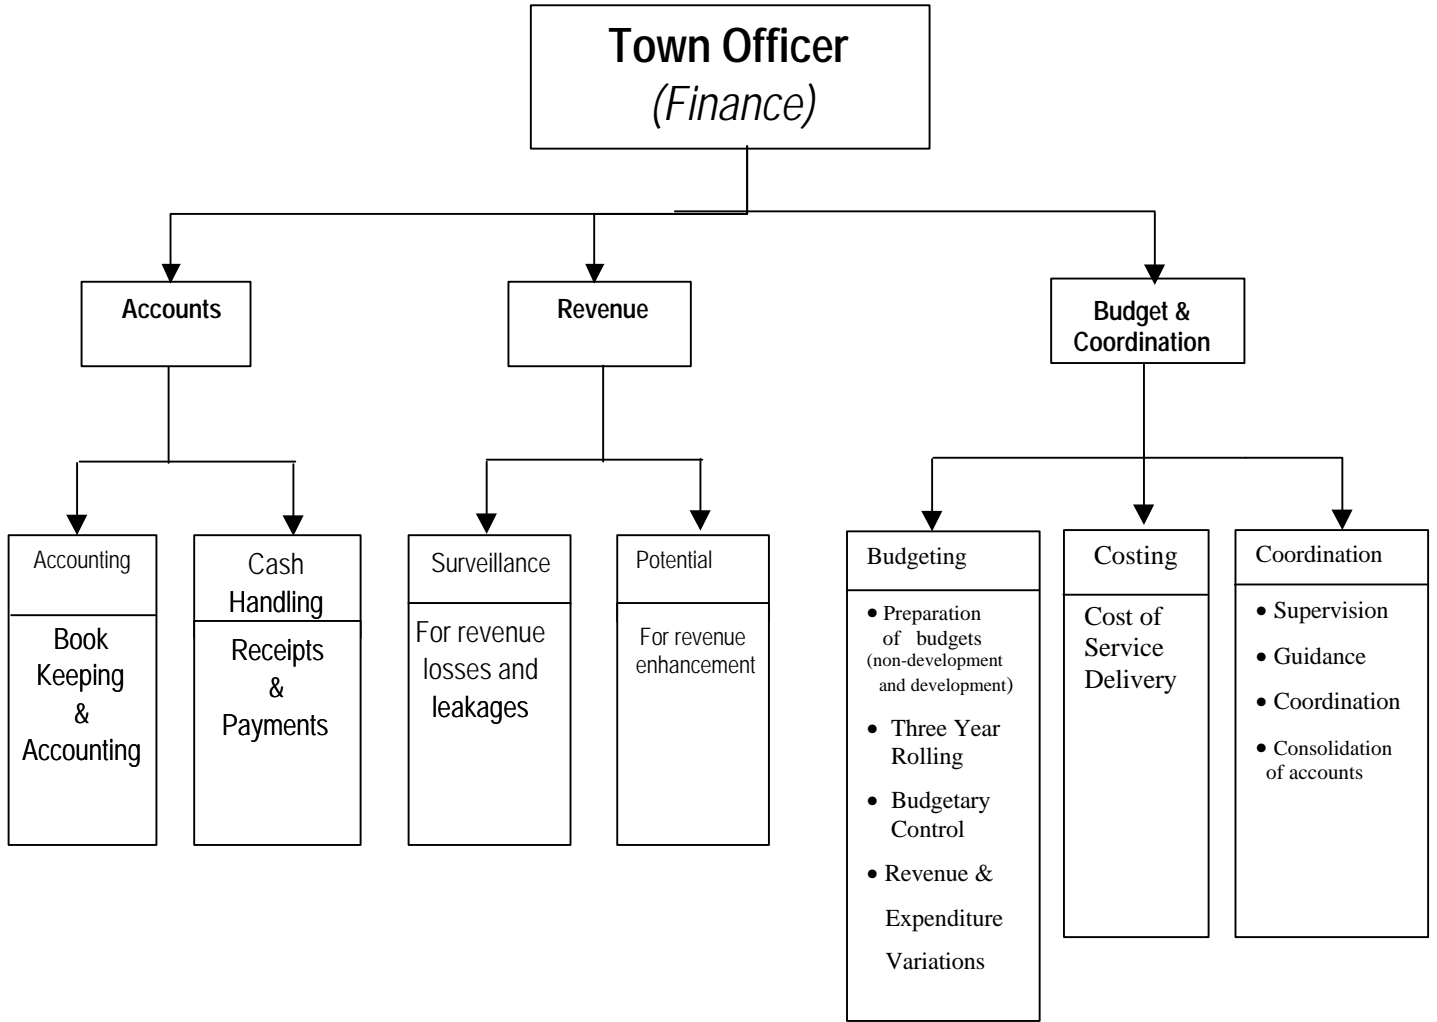 Town Officer
(Finance)
Accounts
Revenue
Budget &
Coordination
Accounting
Book
Keeping
&
Accounting
Cash
Handling
Receipts
&
Payments
Surveillance
For revenue
losses and
leakages
Potential
For revenue
enhancement
Budgeting
• Preparation
of budgets
(non-development
and development)
• Three Year
Rolling
• Budgetary
Control
• Revenue &
Expenditure
Variations
Costing
Cost of
Service
Delivery
Coordination
• Supervision
• Guidance
• Coordination
• Consolidation
of accounts